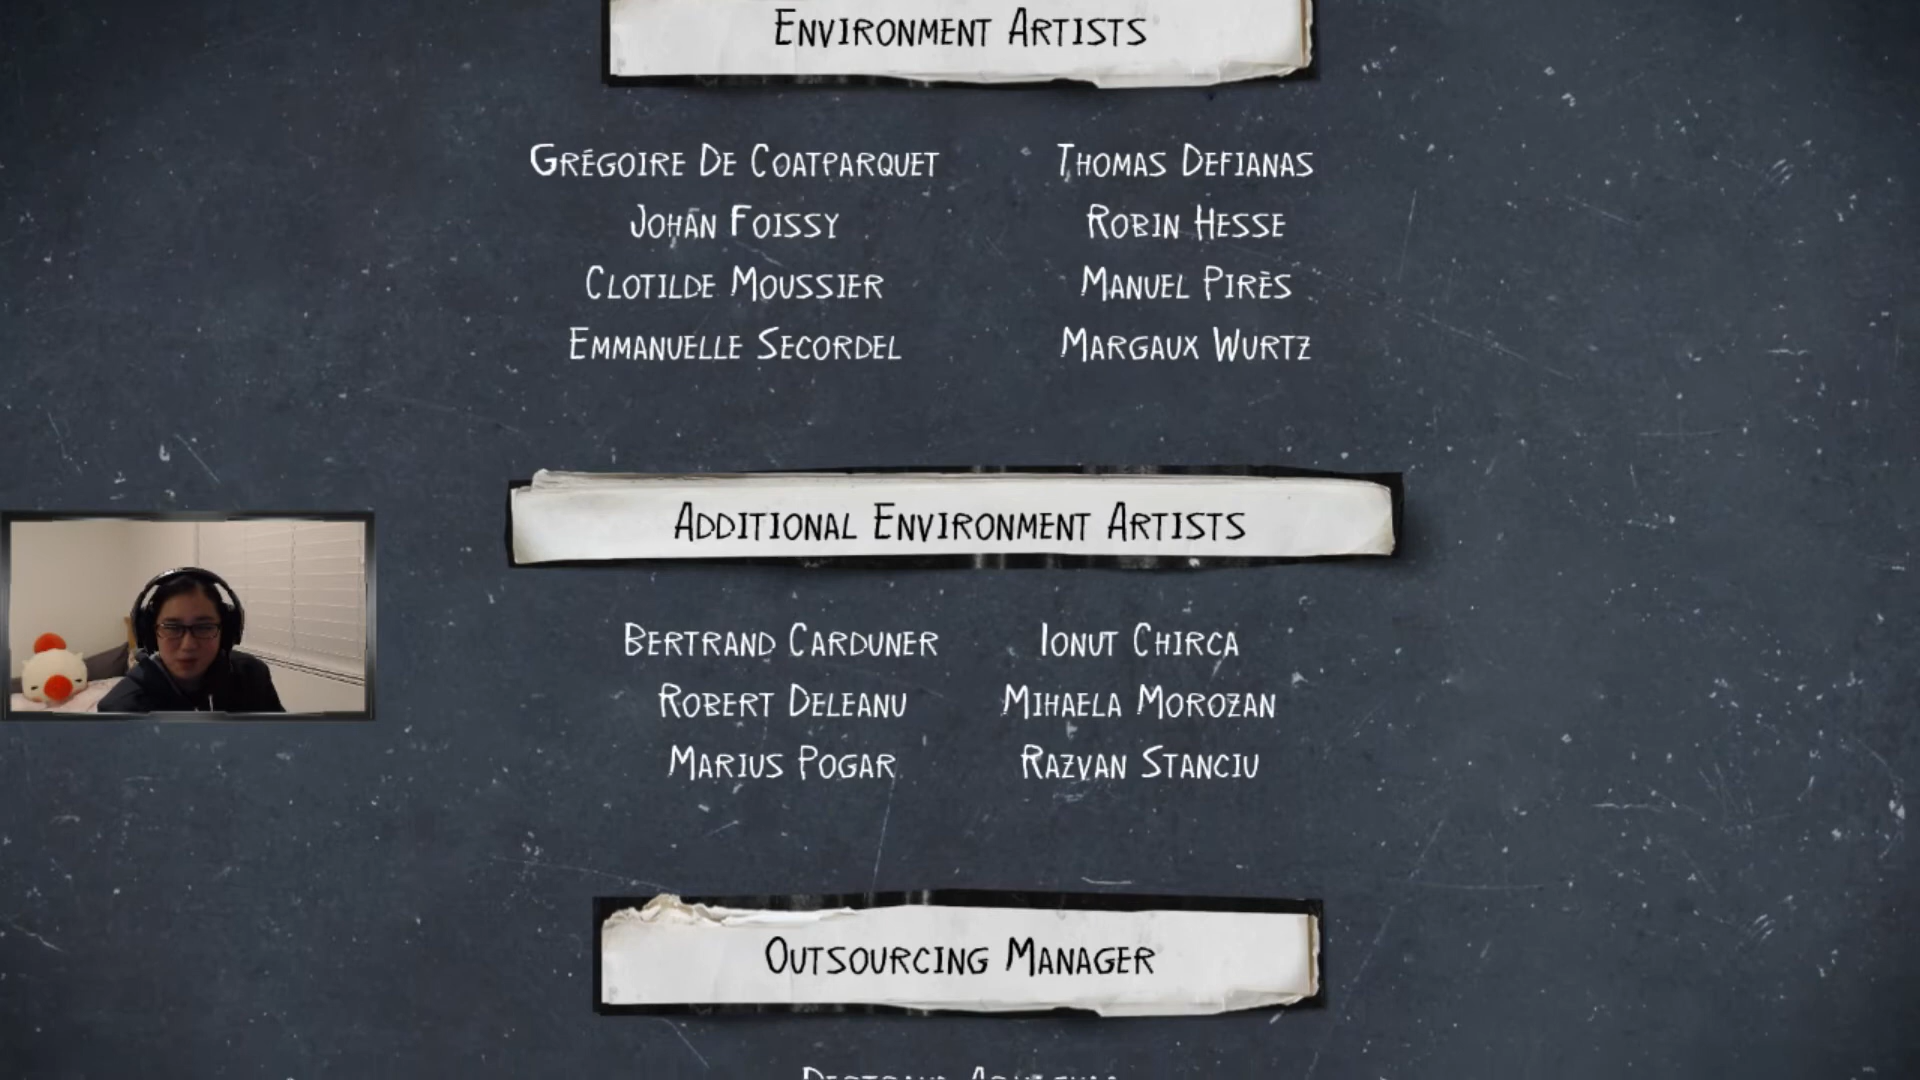 Environment Artists
Grégoire De Coatparquet Thomas Defianas
Johan Foissy Robin Hesse
Clotilde Moussier Manuel Pirès
Emmanuelle Secordel Margaux Wurtz
Additional Environment Artists
Bertrand Carduner Ionut Chirca
Robert Deleanu Mihaela Morozan
Marius Pogar Razvan Stanciu
Outsourcing Manager